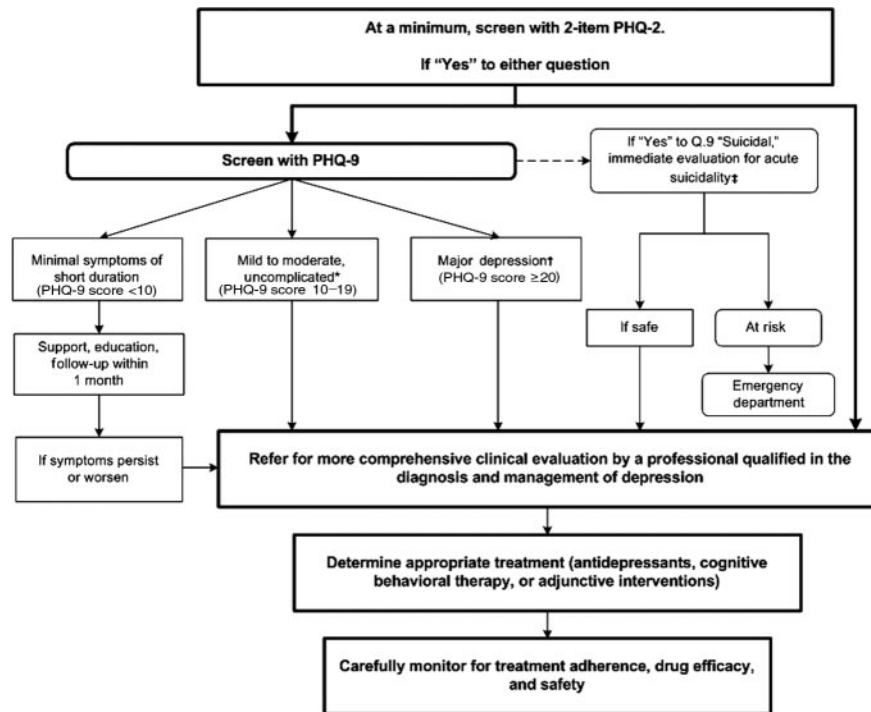 At a minimum, screen with 2-item PHQ-2.
If “Yes” to either question
Screen with PHQ-9
If “Yes” to Q.9 “Suicidal,”
immediate evaluation for acute
suicidality‡
Minimal symptoms of
short duration
(PHQ-9 score <10)
Mild to moderate,
uncomplicated*
(PHQ-9 score 10–19)
Major depression†
(PHQ-9 score ≥20)
If safe
At risk
Support, education,
follow-up within
1 month
Emergency
department
If symptoms persist
or worsen
Refer for more comprehensive clinical evaluation by a professional qualified in the
diagnosis and management of depression
Determine appropriate treatment (antidepressants, cognitive
behavioral therapy, or adjunctive interventions)
Carefully monitor for treatment adherence, drug efficacy,
and safety